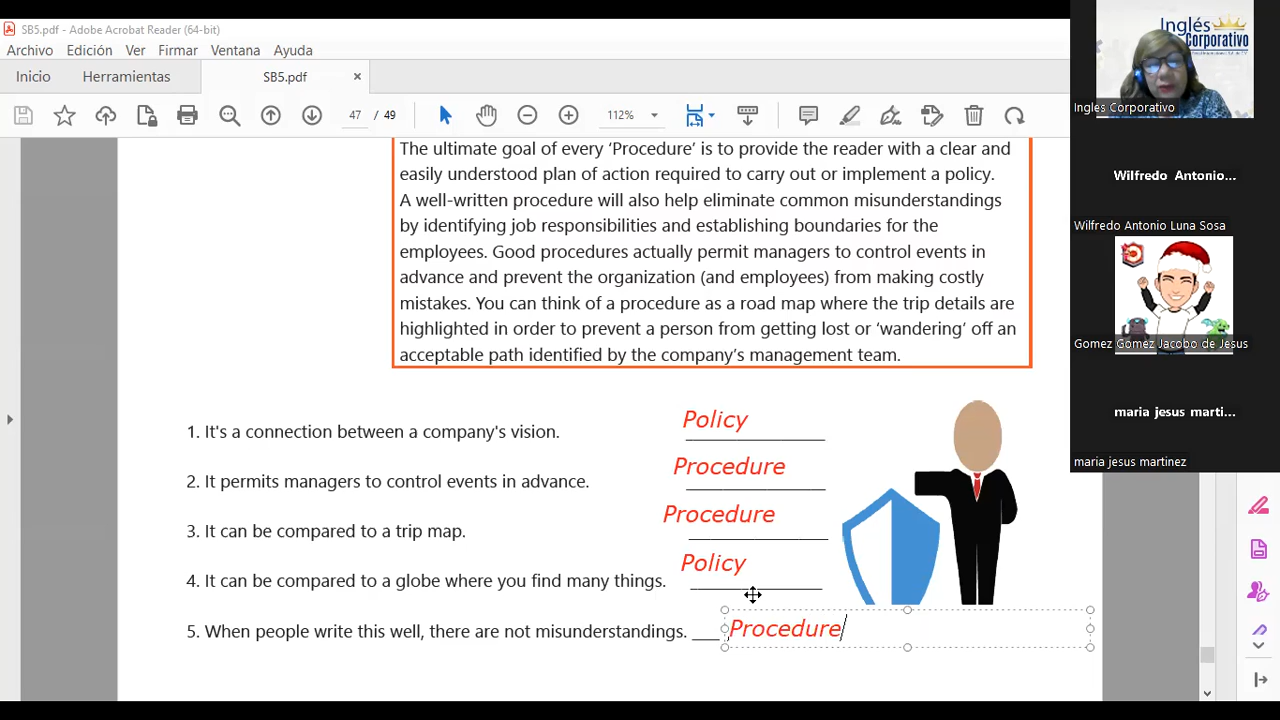 SB5.pdf - Adobe Acrobat Reader (64-bit)
Archivo Edición Ver Firmar Ventana Ayuda
Inicio Herramientas SB5.pdf ×
47 / 49 112%
The ultimate goal of every ‘Procedure’ is to provide the reader with a clear and
easily understood plan of action required to carry out or implement a policy.
A well-written procedure will also help eliminate common misunderstandings
by identifying job responsibilities and establishing boundaries for the
employees. Good procedures actually permit managers to control events in
advance and prevent the organization (and employees) from making costly
mistakes. You can think of a procedure as a road map where the trip details are
highlighted in order to prevent a person from getting lost or ‘wandering’ off an
acceptable path identified by the company’s management team.
1. It's a connection between a company's vision. Policy
2. It permits managers to control events in advance. Procedure
3. It can be compared to a trip map. Procedure
4. It can be compared to a globe where you find many things. Policy
5. When people write this well, there are not misunderstandings. ___ Procedure
Inglés
Corporativo
Ingles Corporativo
Wilfredo Antonio...
Wilfredo Antonio Luna Sosa
Gomez Gomez Jacobo de Jesus
maria jesus marti...
maria jesus martinez